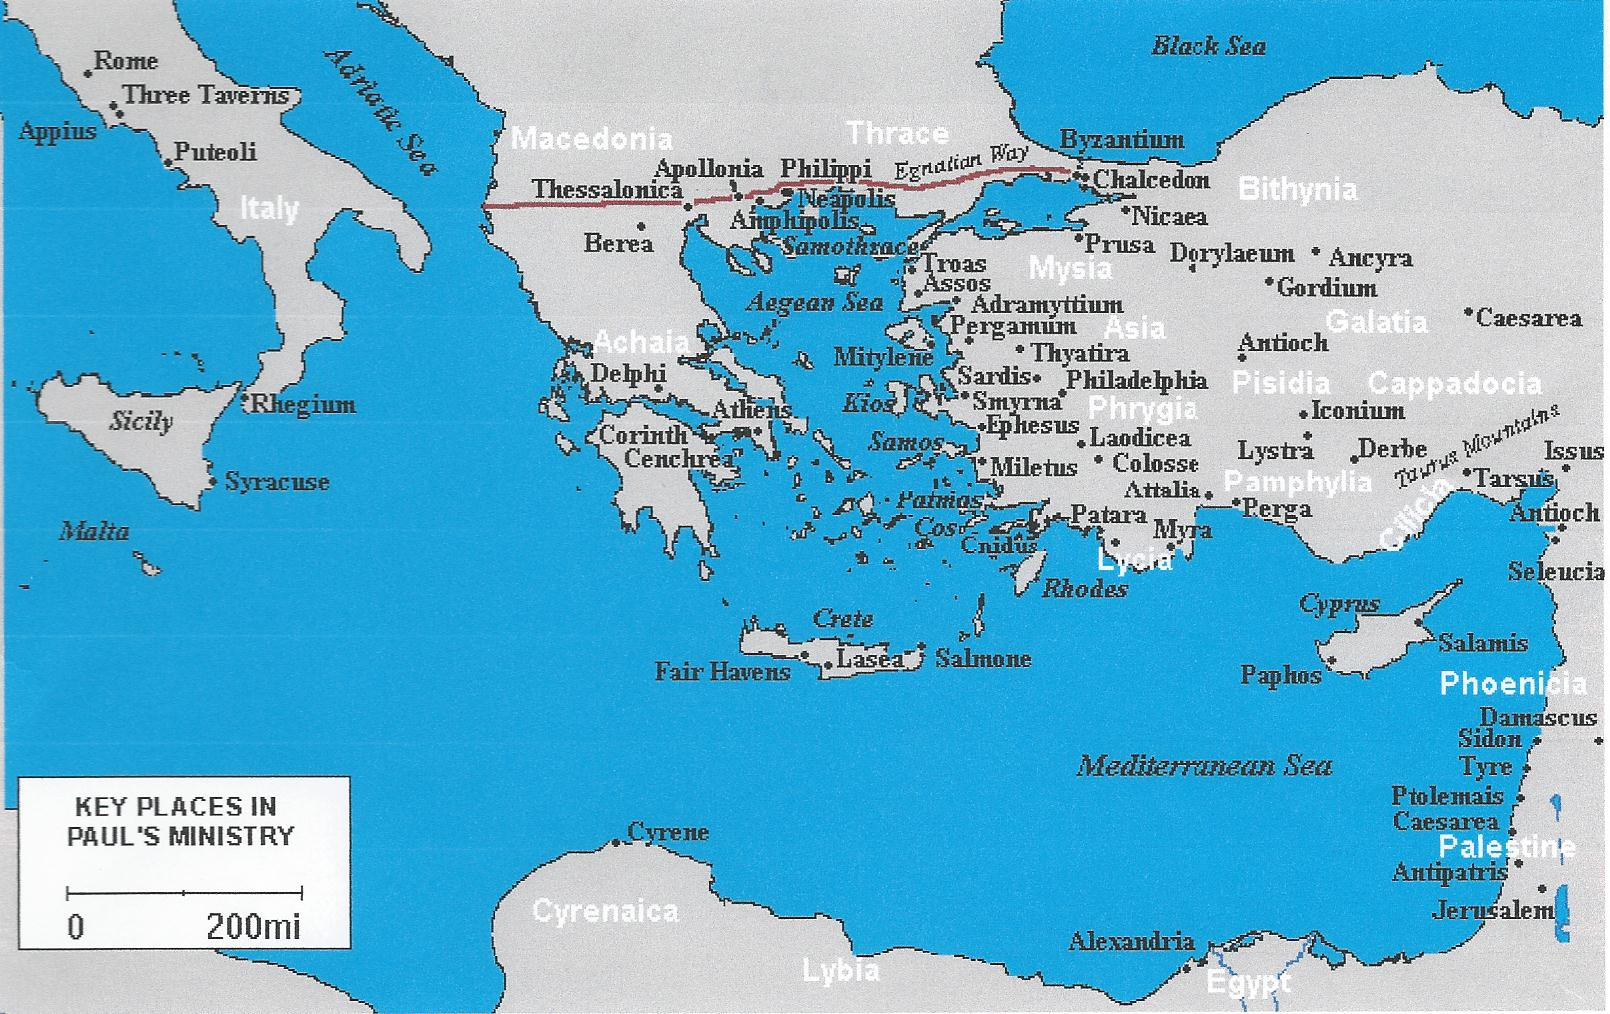 Black Sea
Rome
Adriatic Sea
Three Taverns
Appius
Macedonia
Thrace
Byzantium
Puteoli
Apollonia
Philippi
Egnatian Way
Chalcedon
Thessalonica
Bithynia
Italy
Neapolis
Nicaea
Amphipolis
Berea
Samothrace
Prusa
Dorylaeum
Ancyra
Troas
Mysia
Assos
Gordium
Aegean Sea
Adramyttium
Pergamum
Asia
Galatia
Caesarea
Achaia
Mitylene
Thyatira
Antioch
Delphi
Sardis
Philadelphia
Pisidia
Cappadocia
Rhegium
Kios
Smyrna
Phrygia
Iconium
Sicily
Athens
Ephesus
Taurus Mountains
Corinth
Samos
Laodicea
Lystra
Derbe
Issus
Cenchrea
Miletus
Colosse
Syracuse
Attalia
Pamphylia
Tarsus
Patmas
Perga
Cilicia
Antioch
Malta
Cos
Patara
Myra
Cnidus
Lycia
Seleucia
Rhodes
Cyprus
Crete
Salamis
Fair Havens
Lasea
Salmone
Paphos
Phoenicia
Damascus
Sidon
Mediterranean Sea
Tyre
Ptolemais
KEY PLACES IN
PAUL'S MINISTRY
0 200mi
Cyrene
Caesarea
Palestine
Antipatris
Cyrenaica
Jerusalem
Alexandria
Lybia
Egypt